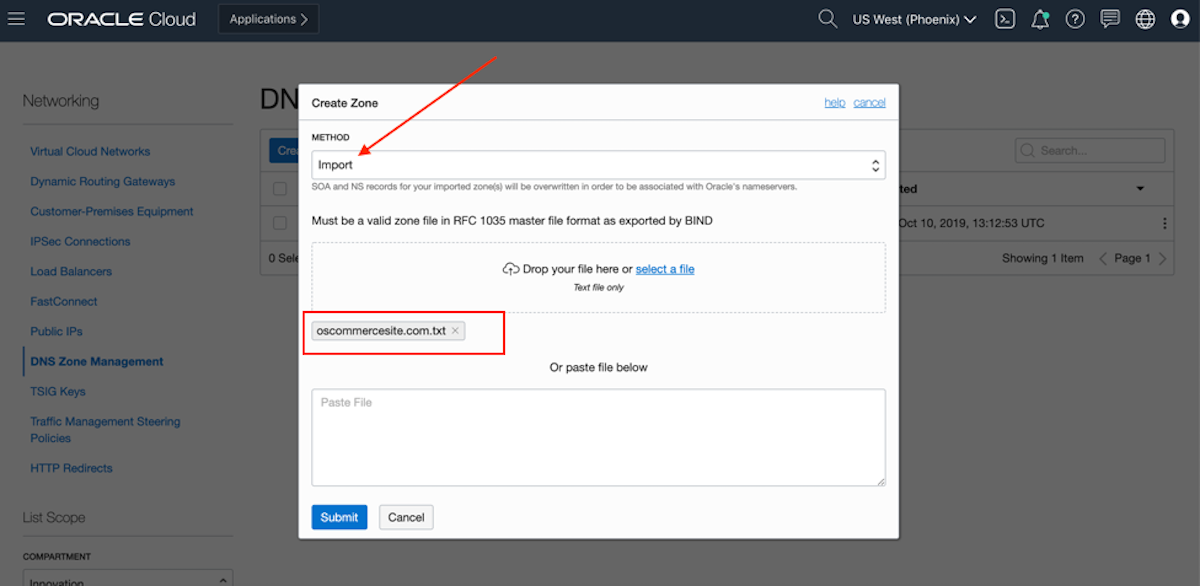 ORACLE Cloud
Applications
US West (Phoenix)
Networking
Virtual Cloud Networks
Dynamic Routing Gateways
Customer-Premises Equipment
IPSec Connections
Load Balancers
FastConnect
Public IPs
DNS Zone Management
TSIG Keys
Traffic Management Steering
Policies
HTTP Redirects
List Scope
COMPARTMENT
Innovation
DN
Cre
Search...
ted
Oct 10, 2019, 13:12:53 UTC
0 Sele
Showing 1 Item
Page 1
Create Zone
help cancel
METHOD
Import
SOA and NS records for your imported zone(s) will be overwritten in order to be associated with Oracle's nameservers.
Must be a valid zone file in RFC 1035 master file format as exported by BIND
Drop your file here or select a file
Text file only
oscommercesite.com.txt ×
Or paste file below
Paste File
Submit
Cancel